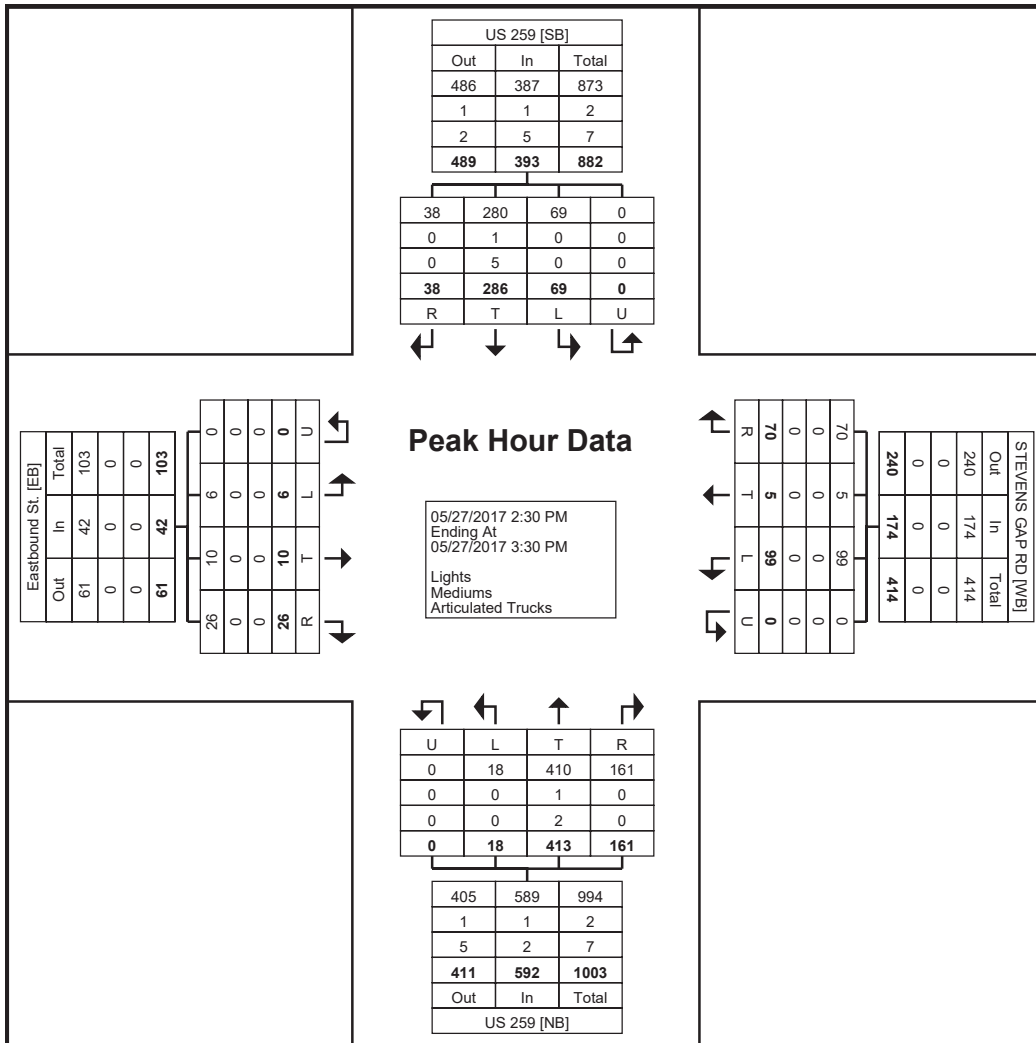 US 259 [SB]
Out In Total
486 387 873
1 1 2
2 5 7
489 393 882
38 280 69 0
0 1 0 0
0 5 0 0
38 286 69 0
R T L U
Eastbound St. [EB]
Total In Out
103 42 61
0 0 0
0 0 0
103 42 61
0 6 10 26
0 0 0 0
0 0 0 0
0 6 10 26
U L T R
Peak Hour Data
05/27/2017 2:30 PM
Ending At
05/27/2017 3:30 PM
Lights
Mediums
Articulated Trucks
STEVENS GAP RD [WB]
Out In Total
240 174 414
0 0 0
0 0 0
240 174 414
70 5 99 0
0 0 0 0
0 0 0 0
70 5 99 0
R T L U
U L T R
0 18 410 161
0 0 1 0
0 0 2 0
0 18 413 161
405 589 994
1 1 2
5 2 7
411 592 1003
Out In Total
US 259 [NB]